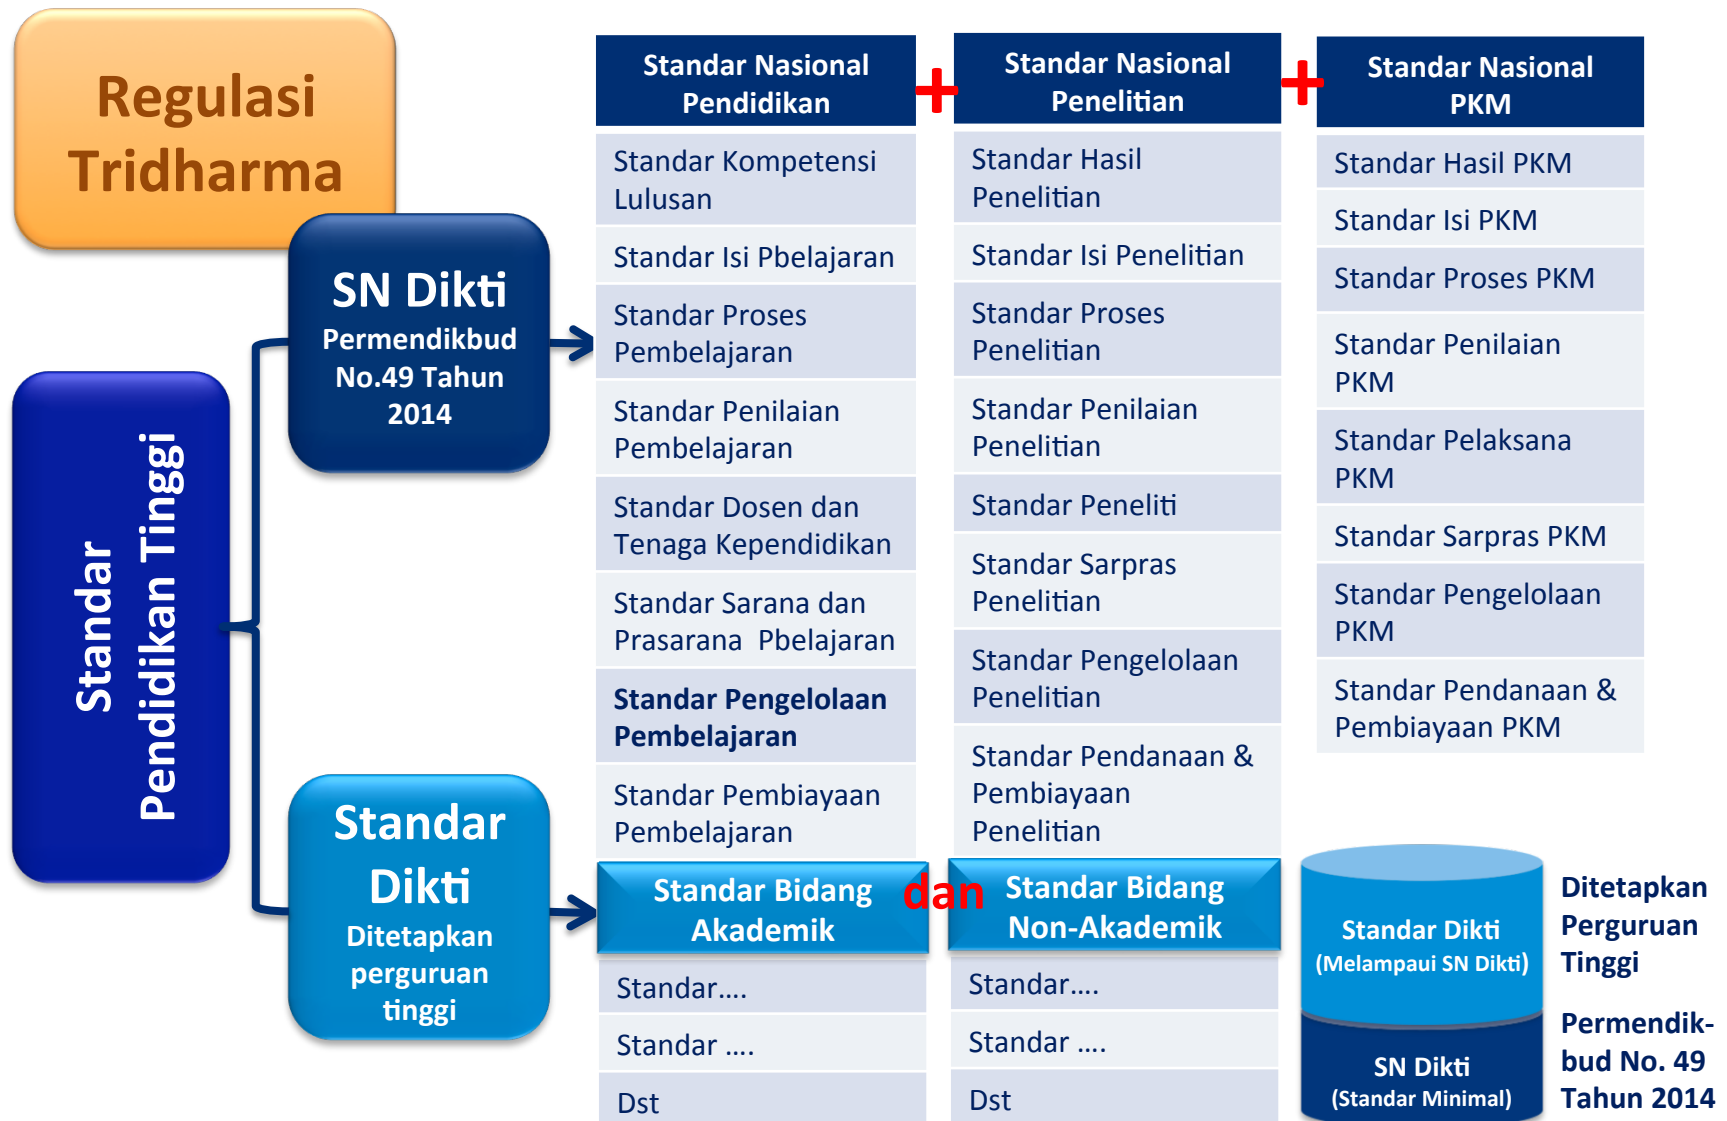 Regulasi
Tridharma
Standar
Pendidikan Tinggi
SN Dikti
Permendikbud
No.49 Tahun
2014
Standar
Dikti
Ditetapkan
perguruan
tinggi
Standar Nasional
Pendidikan
Standar Kompetensi
Lulusan
Standar Isi Pbelajaran
Standar Proses
Pembelajaran
Standar Penilaian
Pembelajaran
Standar Dosen dan
Tenaga Kependidikan
Standar Sarana dan
Prasarana Pbelajaran
Standar Pengelolaan
Pembelajaran
Standar Pembiayaan
Pembelajaran
+
Standar Nasional
Penelitian
Standar Hasil
Penelitian
Standar Isi Penelitian
Standar Proses
Penelitian
Standar Penilaian
Penelitian
Standar Peneliti
Standar Sarpras
Penelitian
Standar Pengelolaan
Penelitian
Standar Pendanaan &
Pembiayaan
Penelitian
+
Standar Nasional
PKM
Standar Hasil PKM
Standar Isi PKM
Standar Proses PKM
Standar Penilaian
PKM
Standar Pelaksana
PKM
Standar Sarpras PKM
Standar Pengelolaan
PKM
Standar Pendanaan &
Pembiayaan PKM
Standar Bidang
Akademik
Standar....
Standar ....
Dst
dan
Standar Bidang
Non-Akademik
Standar....
Standar ....
Dst
Standar Dikti
(Melampaui SN Dikti)
SN Dikti
(Standar Minimal)
Ditetapkan
Perguruan
Tinggi
Permendik-
bud No. 49
Tahun 2014